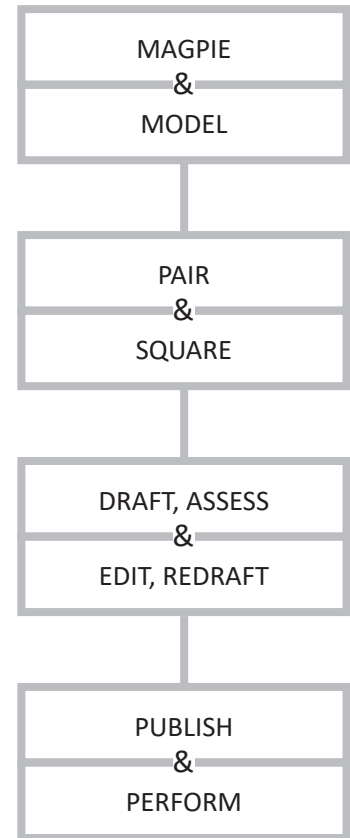 MAGPIE
&
MODEL
PAIR
&
SQUARE
DRAFT, ASSESS
&
EDIT, REDRAFT
PUBLISH
&
PERFORM